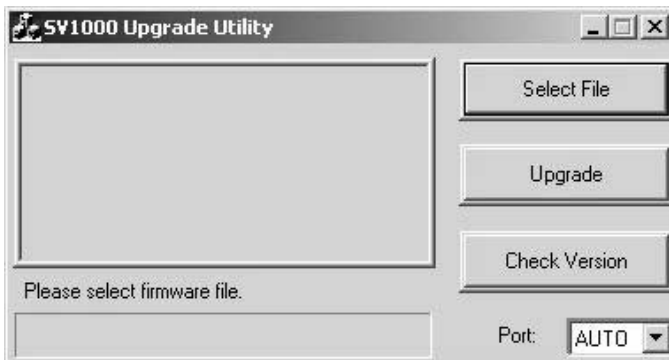 SV1000 Upgrade Utility
Select File
Upgrade
Check Version
Please select firmware file.
Port: AUTO